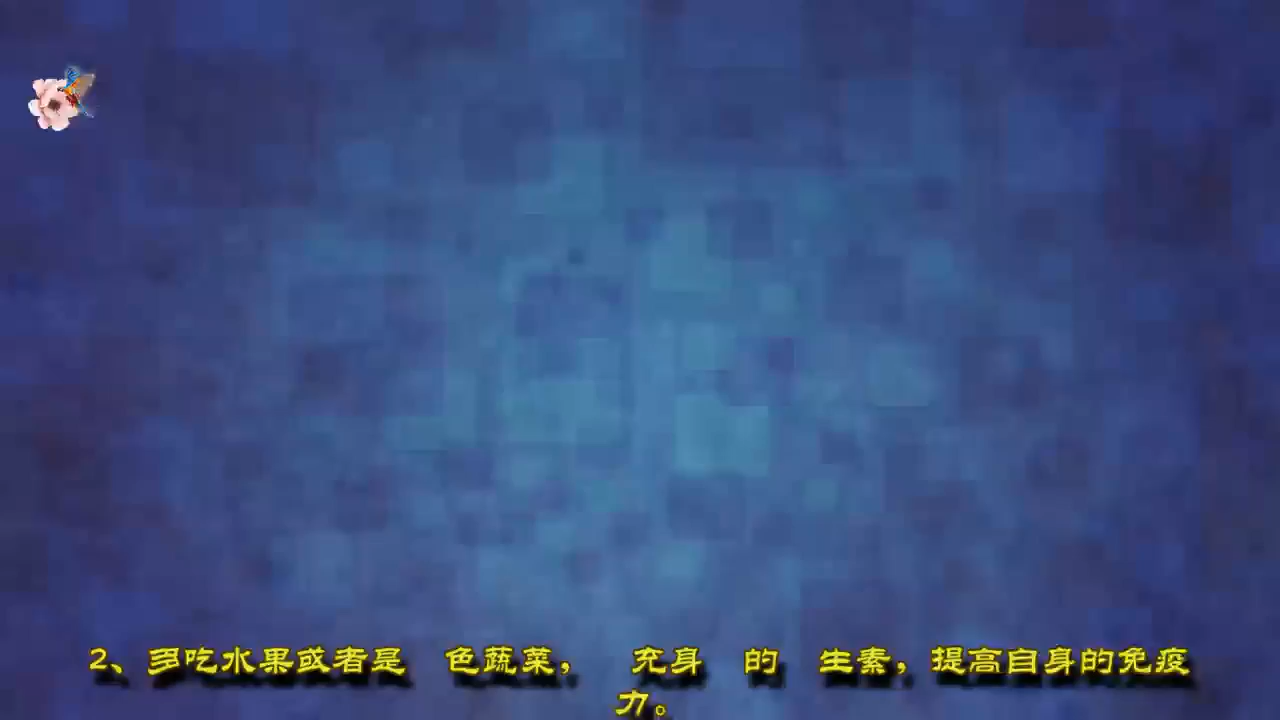 2、多吃水果或者是 色蔬菜， 充身 的 生素，提高自身的免疫
力。